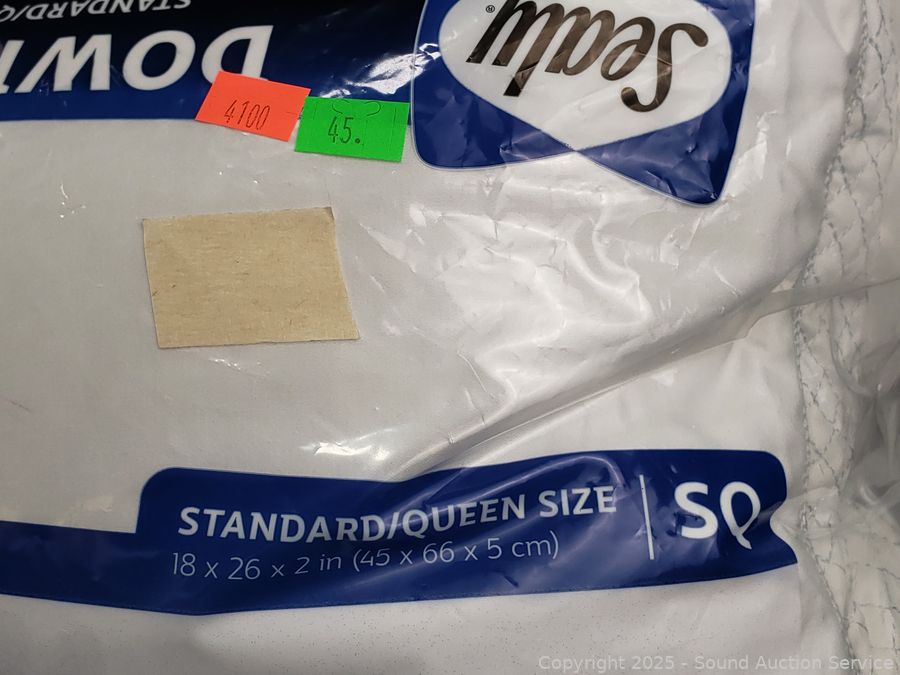 STANDARD/Q
DOW
Sealy®
4100
45.
STANDARD/QUEEN SIZE
SQ
18 x 26 x 2 in (45 x 66 x 5 cm)
Copyright 2025 - Sound Auction Service